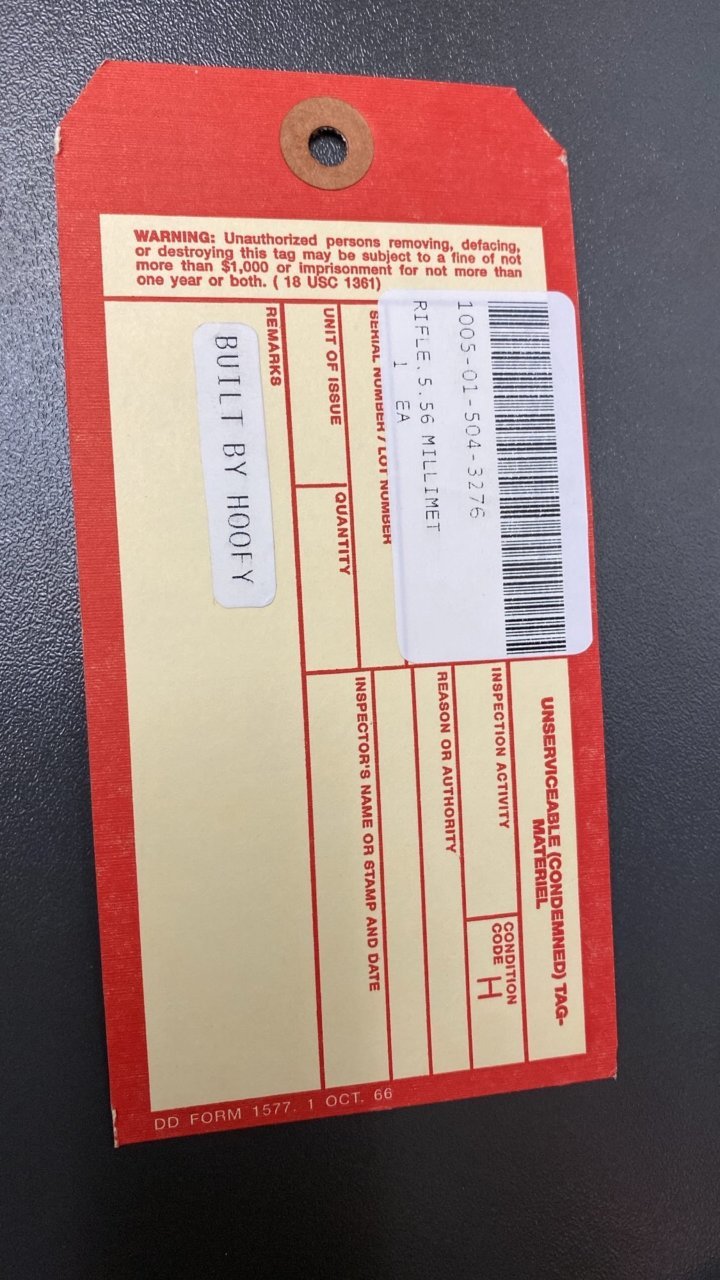 WARNING: Unauthorized persons removing, defacing,
or destroying this tag may be subject to a fine of not
more than $1,000 or imprisonment for not more than
one year or both. ( 18 USC 1361)
1005-01-504-3276
RIFLE,5.56 MILLIMET
1 EA
SERIAL NUMBER / LOT NUMBER
UNIT OF ISSUE
QUANTITY
REMARKS
BUILT BY HOOFY
UNSERVICEABLE (CONDEMNED) TAG-
MATERIEL
INSPECTION ACTIVITY
CONDITION
CODE H
REASON OR AUTHORITY
INSPECTOR'S NAME OR STAMP AND DATE
DD FORM 1577. 1 OCT. 66